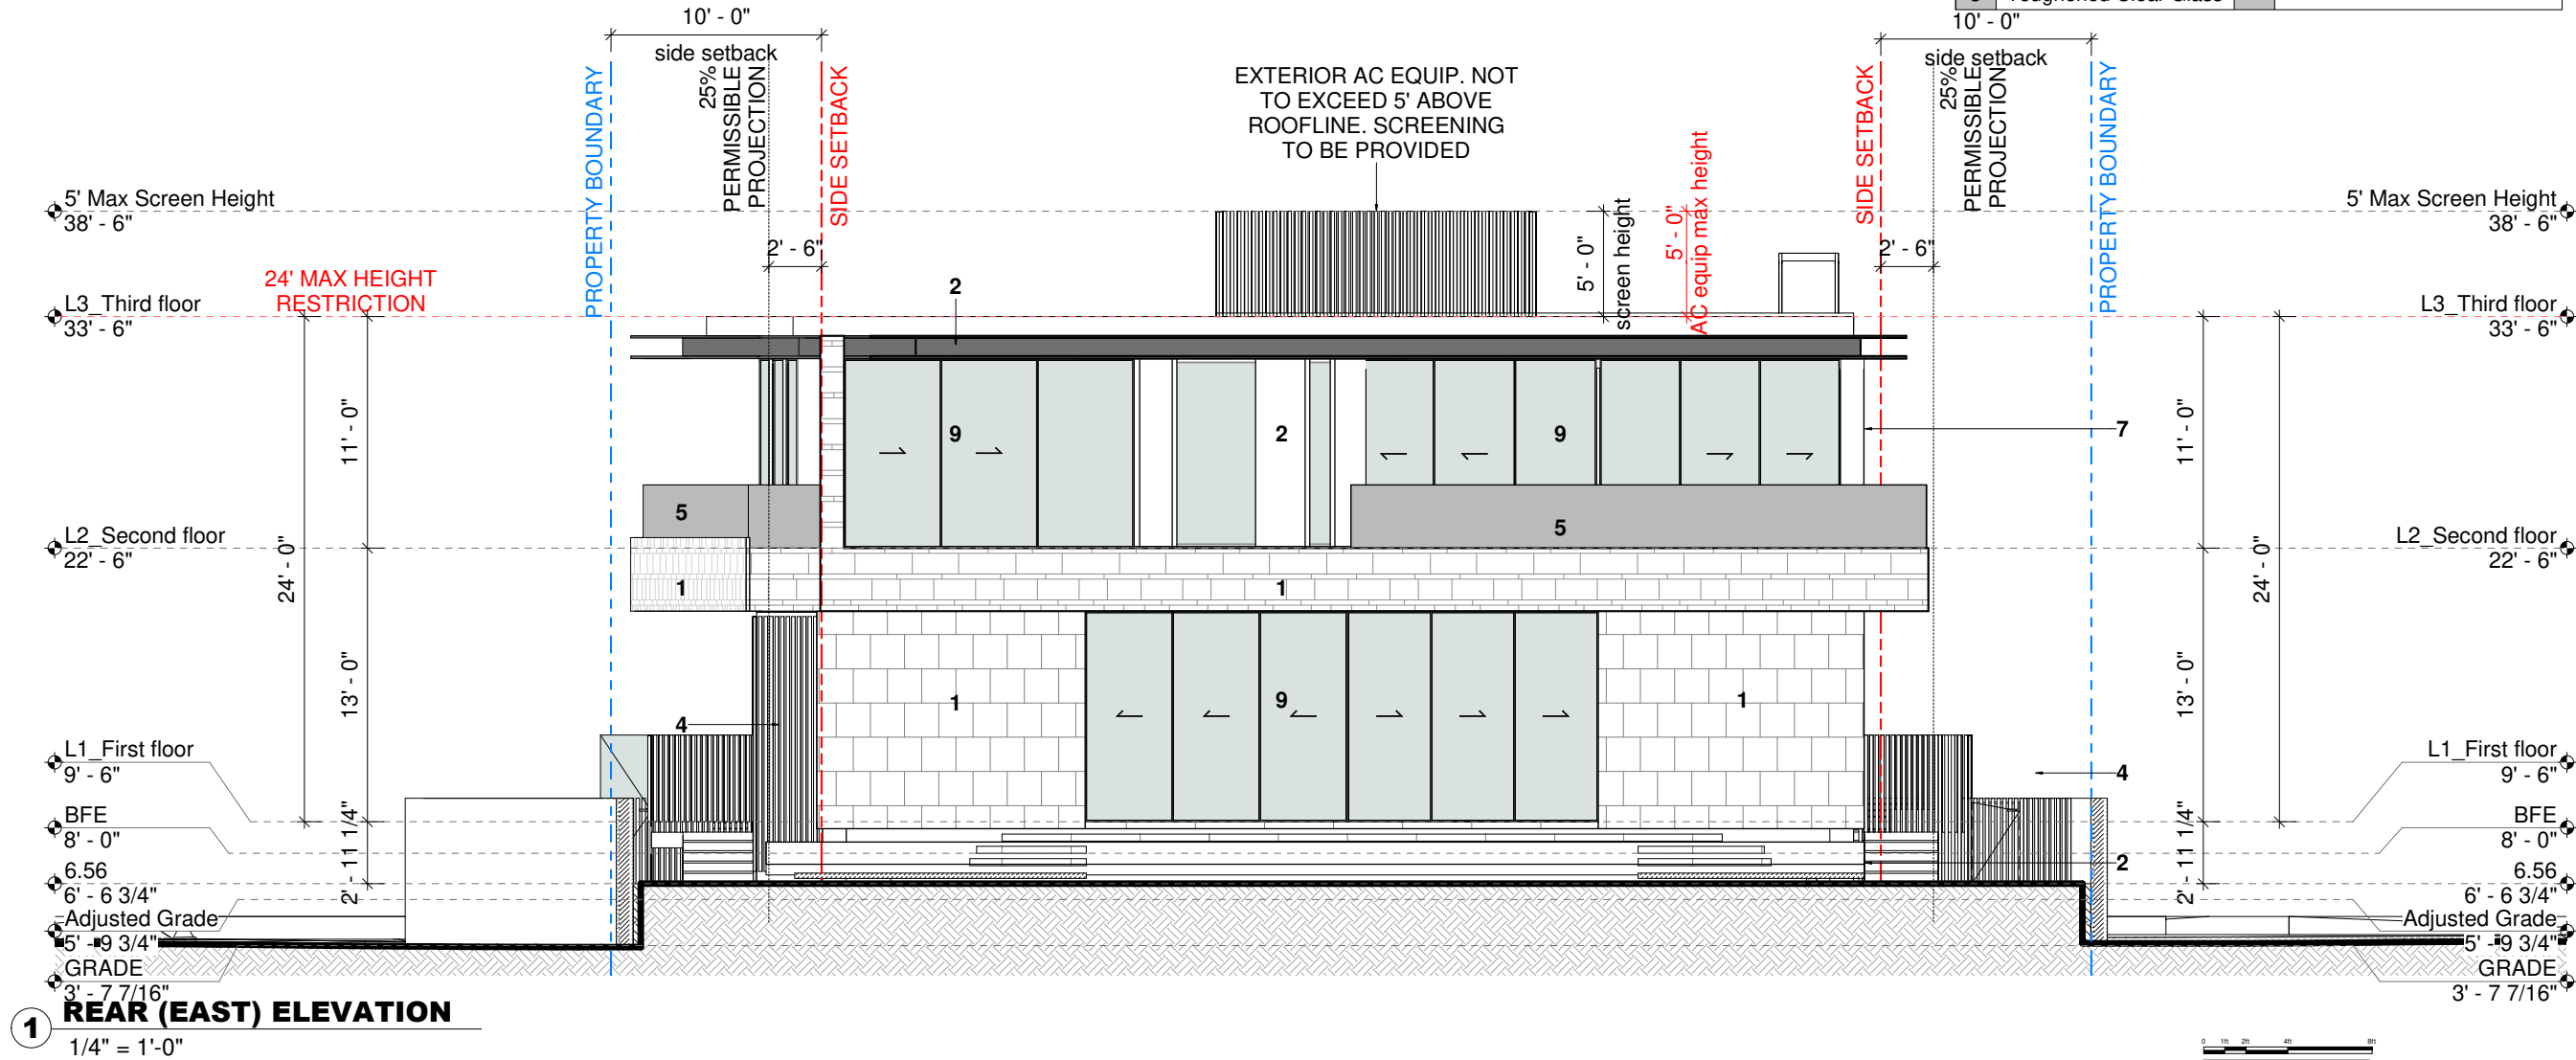 Toughened Clear Glass
10' - 0"
side setback
25%
PERMISSIBLE
PROJECTION
PROPERTY BOUNDARY
SIDE SETBACK
2' - 6"
EXTERIOR AC EQUIP. NOT
TO EXCEED 5' ABOVE
ROOFLINE. SCREENING
TO BE PROVIDED
5' - 0"
screen height
5' - 0"
AC equip max height
10' - 0"
side setback
25%
PERMISSIBLE
PROJECTION
SIDE SETBACK
PROPERTY BOUNDARY
2' - 6"
5' Max Screen Height
38' - 6"
24' MAX HEIGHT
RESTRICTION
L3_Third floor
33' - 6"
L2_Second floor
22' - 6"
L1_First floor
9' - 6"
BFE
8' - 0"
6.56
6' - 6 3/4"
Adjusted Grade
5' - 9 3/4"
GRADE
3' - 7 7/16"
24' - 0"
11' - 0"
13' - 0"
2' - 11 1/4"
2
9
2
9
7
5
5
1
1
4
1
9
1
4
2
11' - 0"
13' - 0"
2' - 11 1/4"
24' - 0"
5' Max Screen Height
38' - 6"
L3_Third floor
33' - 6"
L2_Second floor
22' - 6"
L1_First floor
9' - 6"
BFE
8' - 0"
6.56
6' - 6 3/4"
Adjusted Grade
5' - 9 3/4"
GRADE
3' - 7 7/16"
1 REAR (EAST) ELEVATION
1/4" = 1'-0"
0 1ft 2ft 4ft 8ft